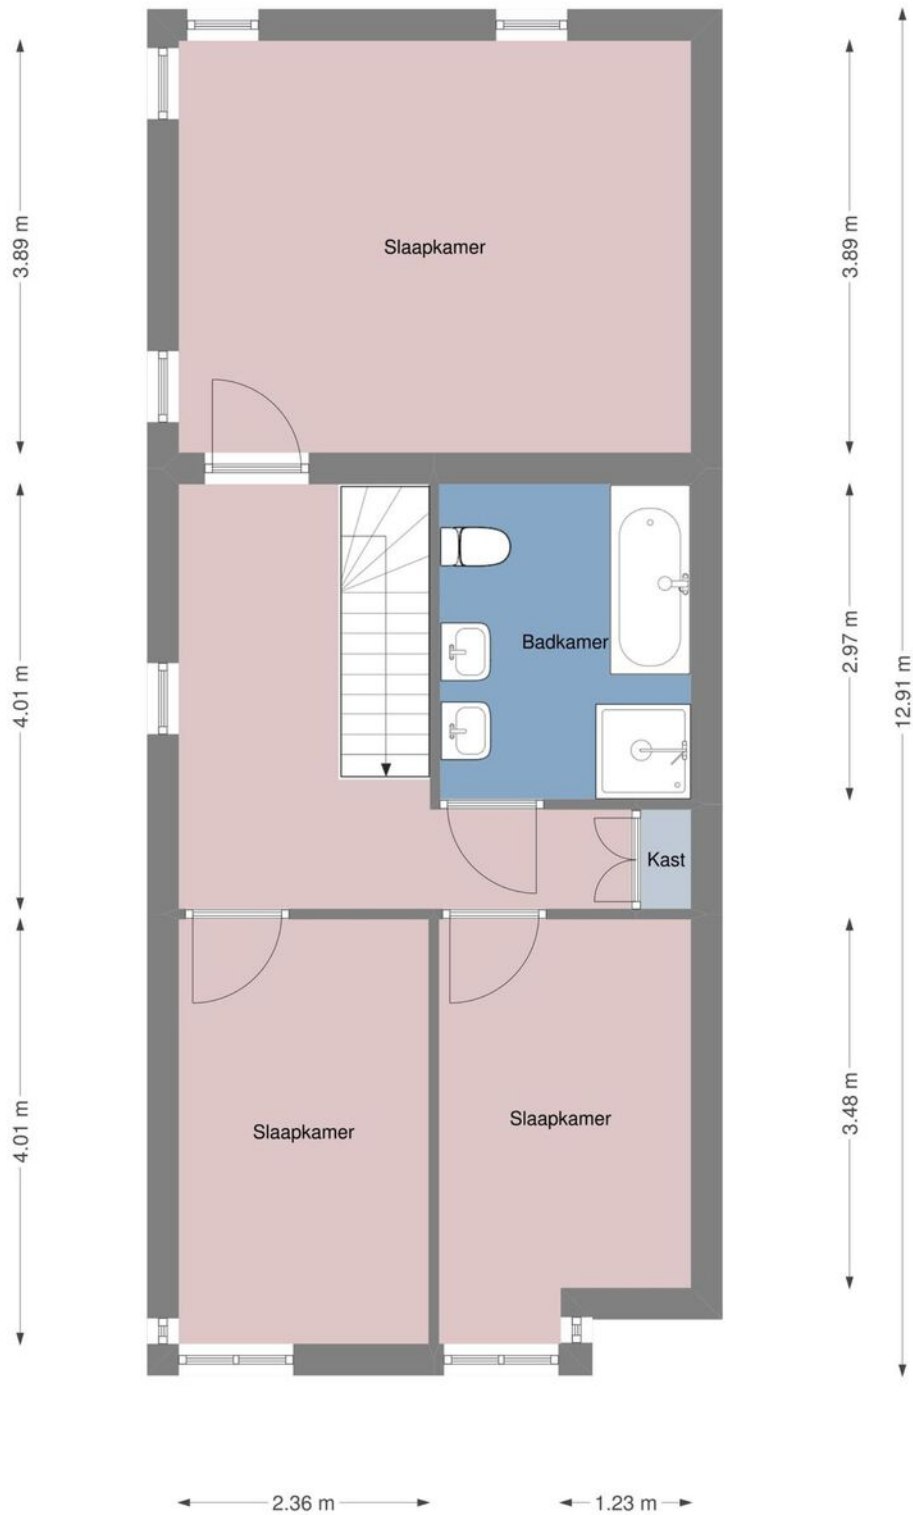 3.89 m
3.89 m
Slaapkamer
4.01 m
Badkamer
2.97 m
12.91 m
Kast
4.01 m
Slaapkamer
Slaapkamer
3.48 m
2.36 m
1.23 m